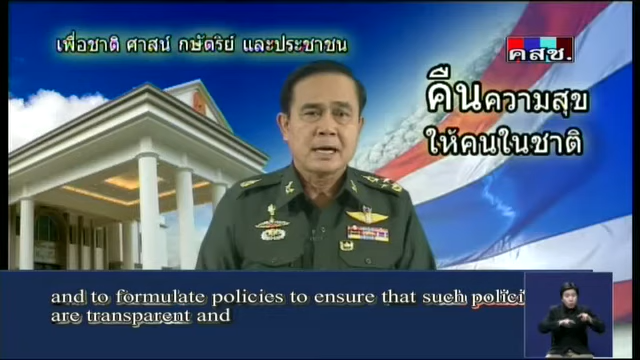 เพื่อชาติ ศาสน์ กษัตริย์ และประชาชน
คสช.
คืนความสุข
ให้คนในชาติ
and to formulate policies to ensure that such polici
are transparent and